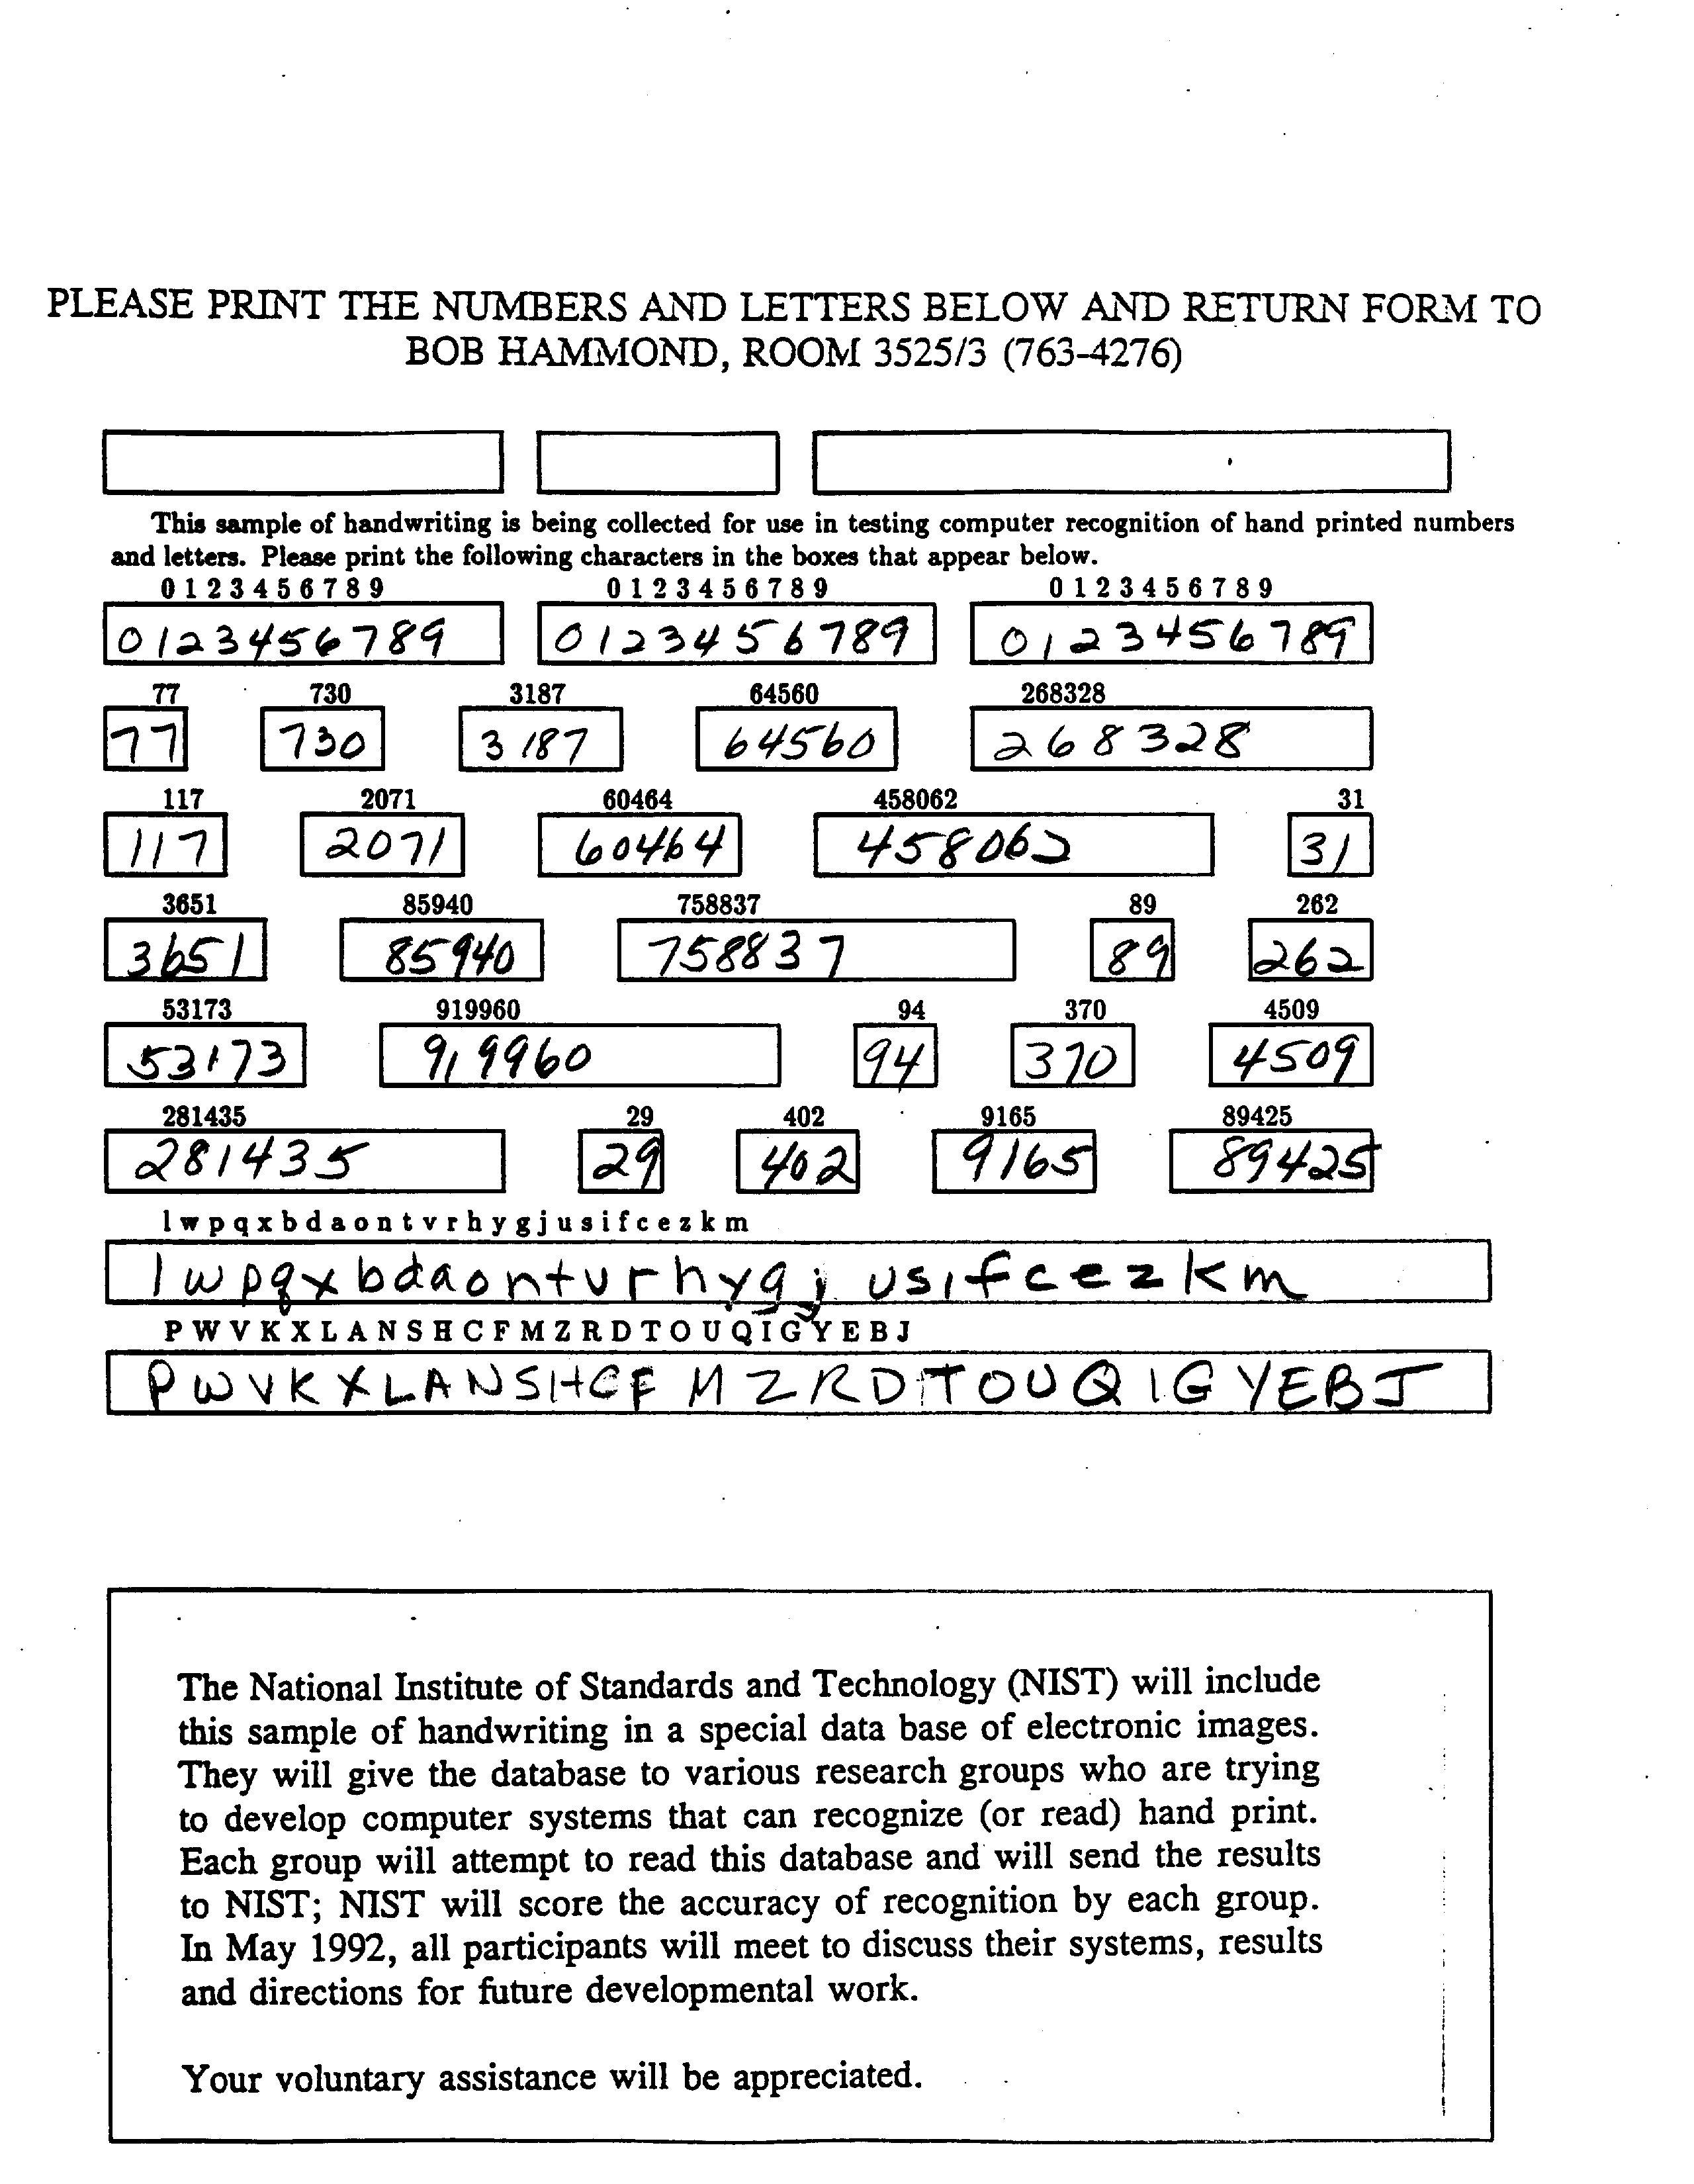 PLEASE PRINT THE NUMBERS AND LETTERS BELOW AND RETURN FORM TO
BOB HAMMOND, ROOM 3525/3 (763-4276)
This sample of handwriting is being collected for use in testing computer recognition of hand printed numbers
and letters. Please print the following characters in the boxes that appear below.
0 1 2 3 4 5 6 7 8 9 0 1 2 3 4 5 6 7 8 9 0 1 2 3 4 5 6 7 8 9
0123456789 0123456789 0123456789
77 730 3187 64560 268328
77 730 3187 64560 268328
117 2071 60464 458062 31
117 2071 60464 458062 31
3651 85940 758837 89 262
3651 85940 758837 89 262
53173 919960 94 370 4509
53173 919960 94 370 4509
281435 29 402 9165 89425
281435 29 402 9165 89425
l w p q x b d a o n t v r h y g j u s i f c e z k m
l w p q x b d a o n t v r h y g j u s i f c e z k m
P W V K X L A N S H C F M Z R D T O U Q I G Y E B J
P W V K X L A N S H C F M Z R D T O U Q I G Y E B J
The National Institute of Standards and Technology (NIST) will include
this sample of handwriting in a special data base of electronic images.
They will give the database to various research groups who are trying
to develop computer systems that can recognize (or read) hand print.
Each group will attempt to read this database and will send the results
to NIST; NIST will score the accuracy of recognition by each group.
In May 1992, all participants will meet to discuss their systems, results
and directions for future developmental work.
Your voluntary assistance will be appreciated.